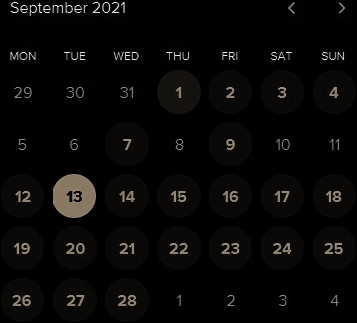 September 2021
MON TUE WED THU FRI SAT SUN
29 30 31 1 2 3 4
5 6 7 8 9 10 11
12 13 14 15 16 17 18
19 20 21 22 23 24 25
26 27 28 1 2 3 4